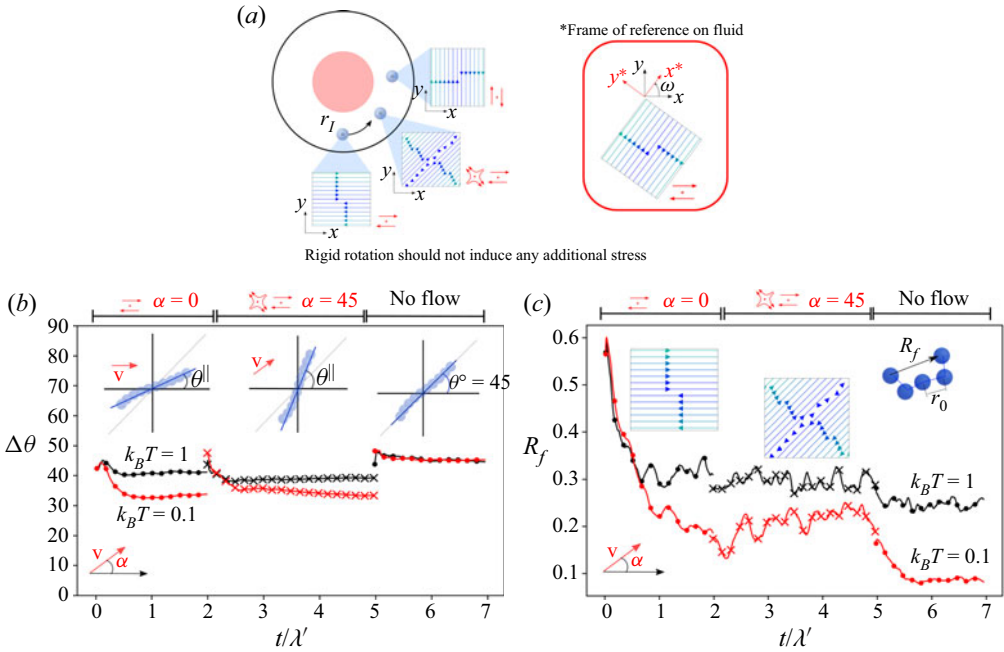 (a)
*Frame of reference on fluid
r_I
y
x
y
x
y
x
y
y*
x*
ω
x
Rigid rotation should not induce any additional stress
(b)
α = 0
α = 45
No flow
90
80
70
60
50
40
30
20
10
0
Δθ
v
θ^||
v
θ^||
θ° = 45
k_BT = 1
k_BT = 0.1
v
α
0
1
2
3
4
5
6
7
t/λ′
(c)
α = 0
α = 45
No flow
0.6
0.5
0.4
0.3
0.2
0.1
R_f
R_f
r_0
k_BT = 1
k_BT = 0.1
v
α
0
1
2
3
4
5
6
7
t/λ′